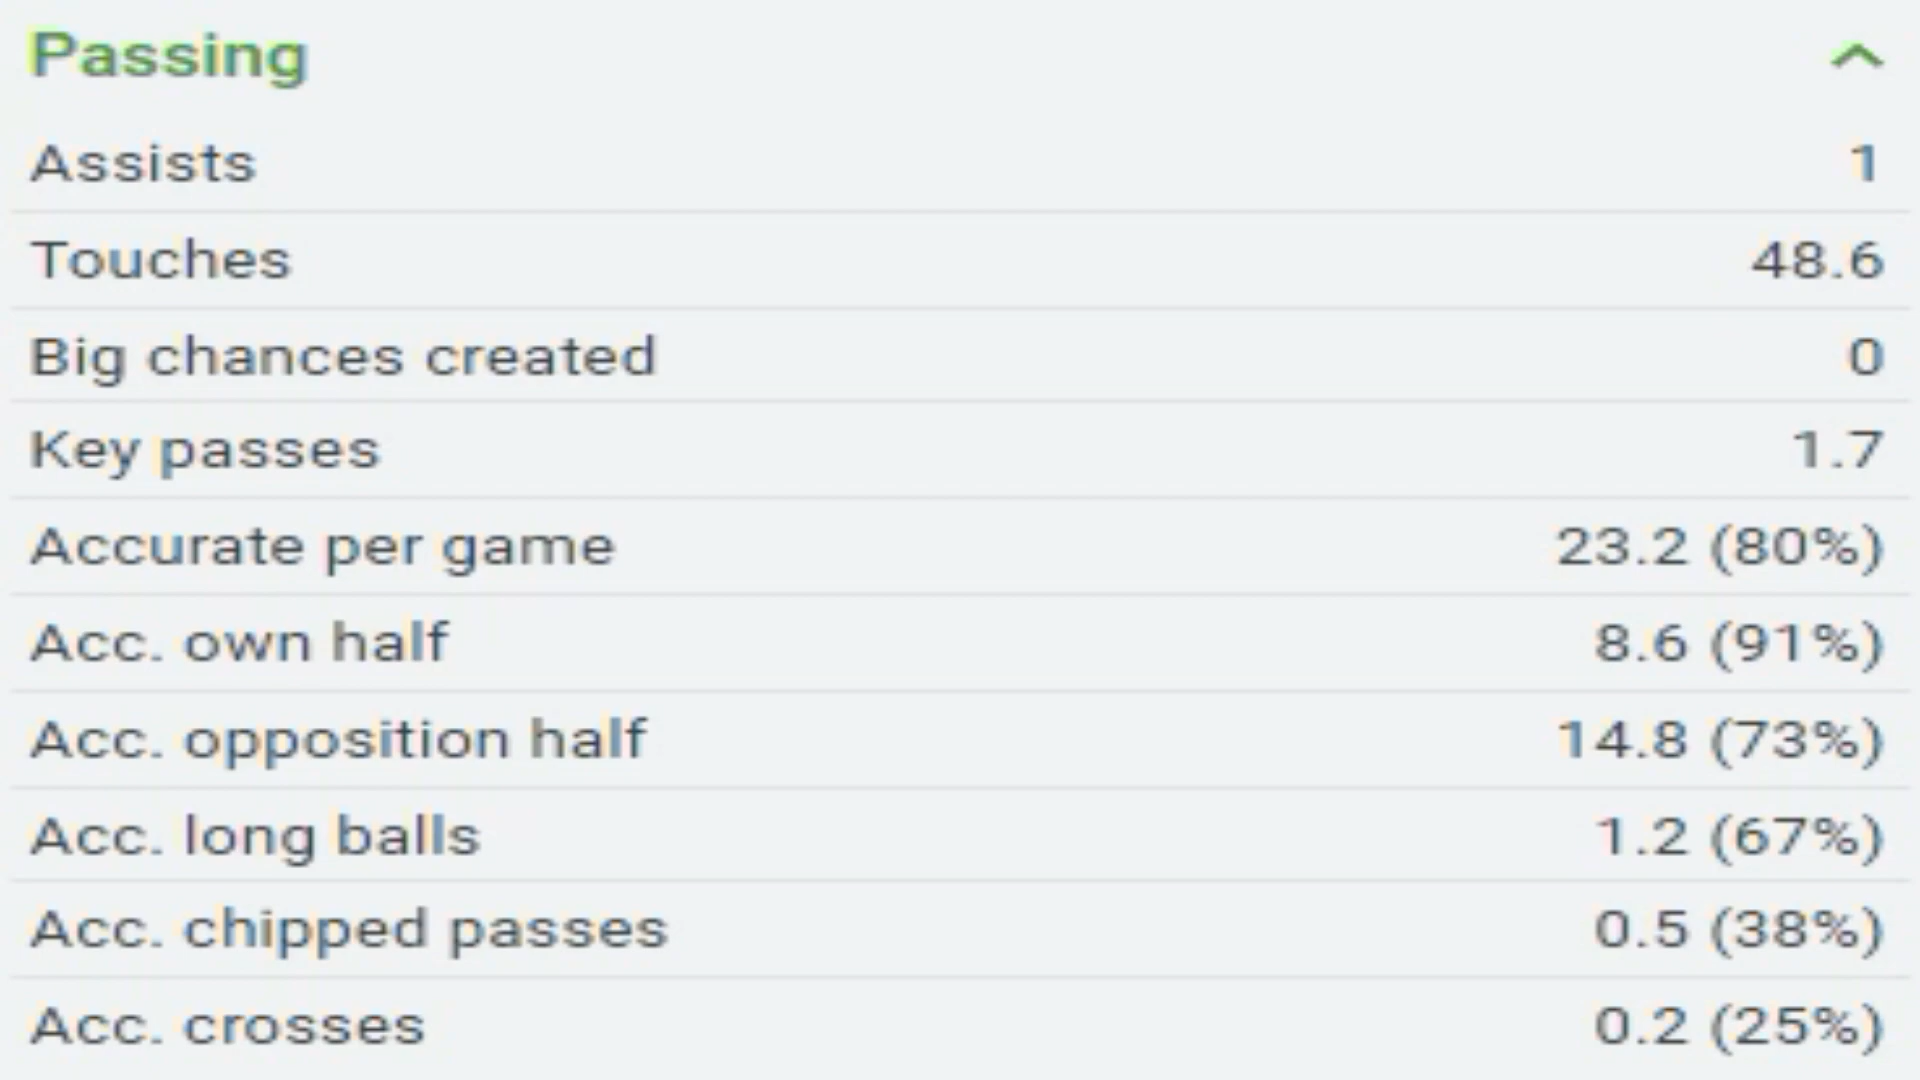 Passing
Assists 1
Touches 48.6
Big chances created 0
Key passes 1.7
Accurate per game 23.2 (80%)
Acc. own half 8.6 (91%)
Acc. opposition half 14.8 (73%)
Acc. long balls 1.2 (67%)
Acc. chipped passes 0.5 (38%)
Acc. crosses 0.2 (25%)